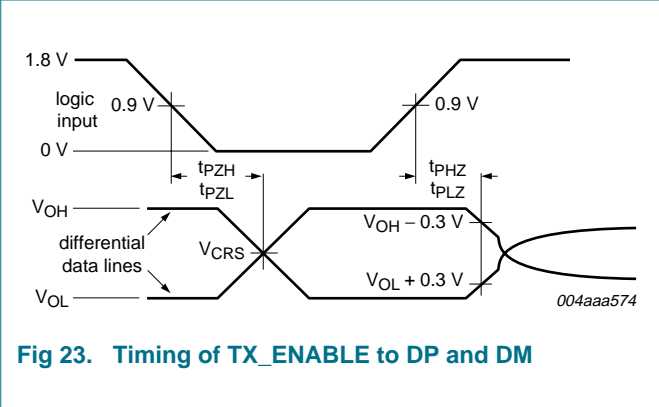 1.8 V
logic
input
0.9 V
0.9 V
0 V
tPZH
tPZL
tPHZ
tPLZ
VOH
VOH − 0.3 V
differential
data lines
VCRS
VOL + 0.3 V
VOL
004aaa574
Fig 23. Timing of TX_ENABLE to DP and DM